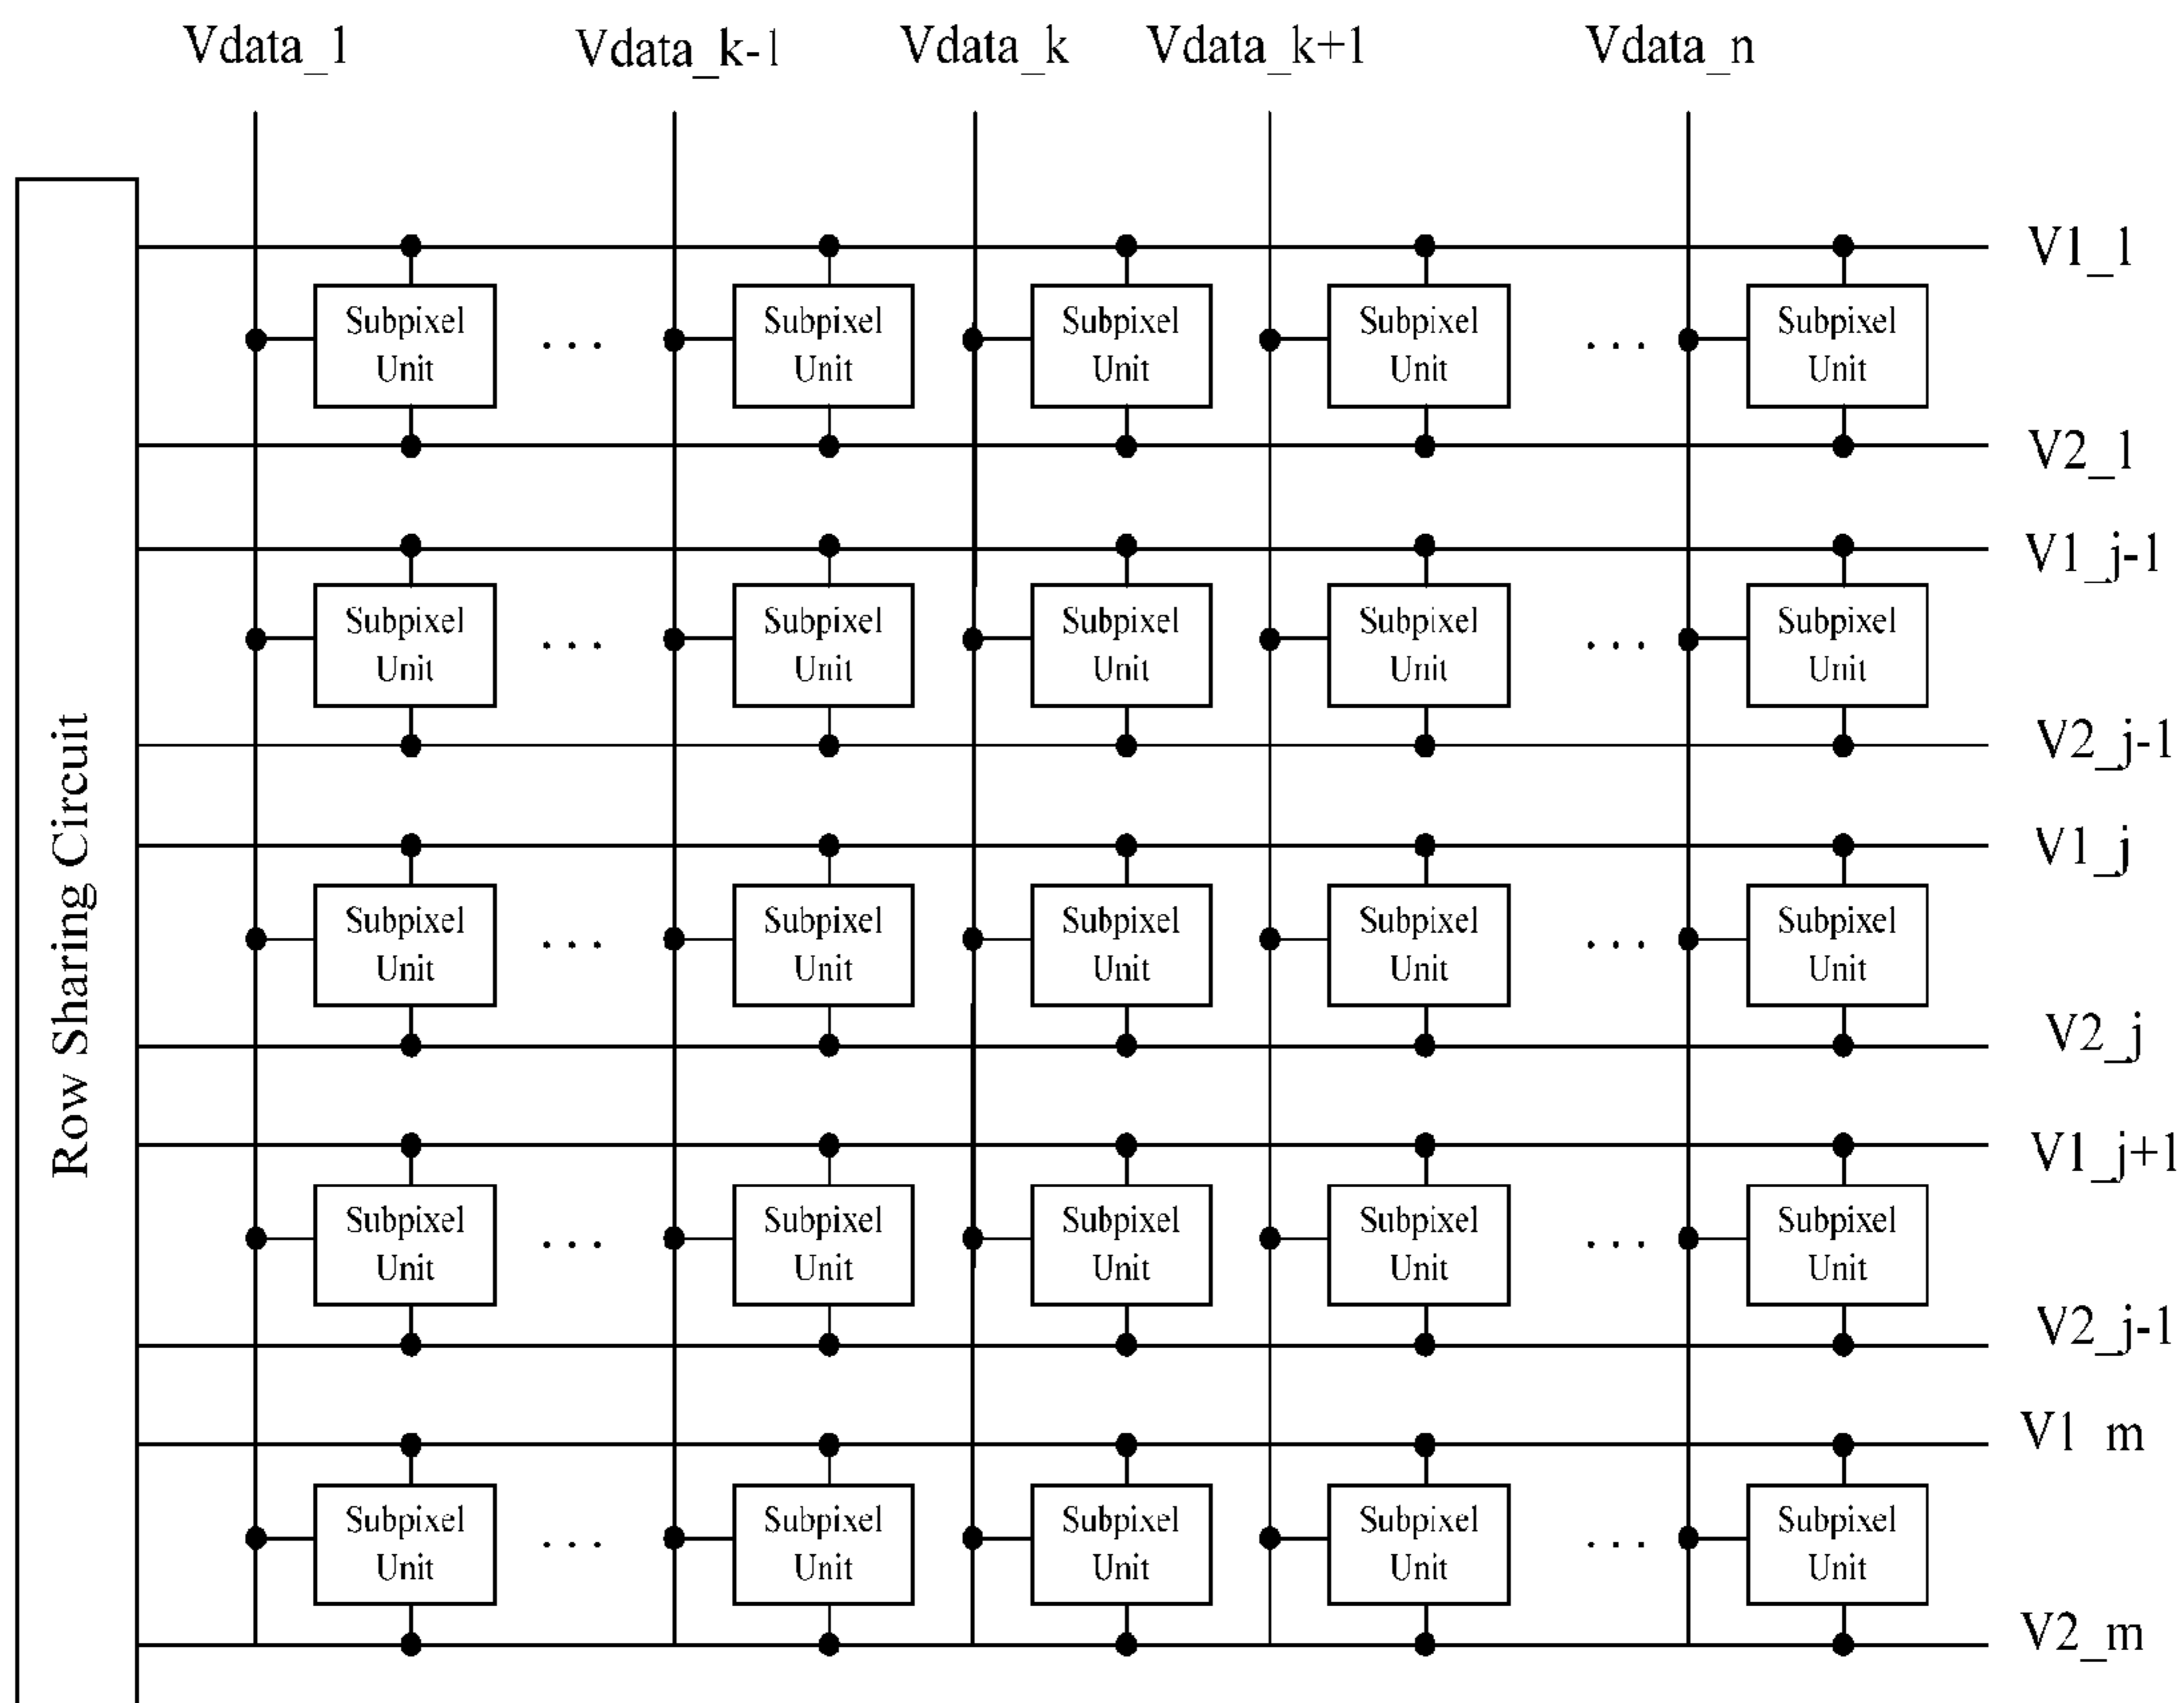 Vdata_1 Vdata_k-1 Vdata_k Vdata_k+1 Vdata_n
V1_1
Subpixel Subpixel Subpixel Subpixel Subpixel
. . . . . .
Unit Unit Unit Unit Unit
V2_1
V1_j-1
Subpixel Subpixel Subpixel Subpixel Subpixel
. . . . . .
Unit Unit Unit Unit Unit
V2_j-1
Row Sharing Circuit
V1_j
Subpixel Subpixel Subpixel Subpixel Subpixel
. . . . . .
Unit Unit Unit Unit Unit
V2_j
V1_j+1
Subpixel Subpixel Subpixel Subpixel Subpixel
. . . . . .
Unit Unit Unit Unit Unit
V2_j-1
V1 m
Subpixel Subpixel Subpixel Subpixel Subpixel
. . . . . .
Unit Unit Unit Unit Unit
V2_m